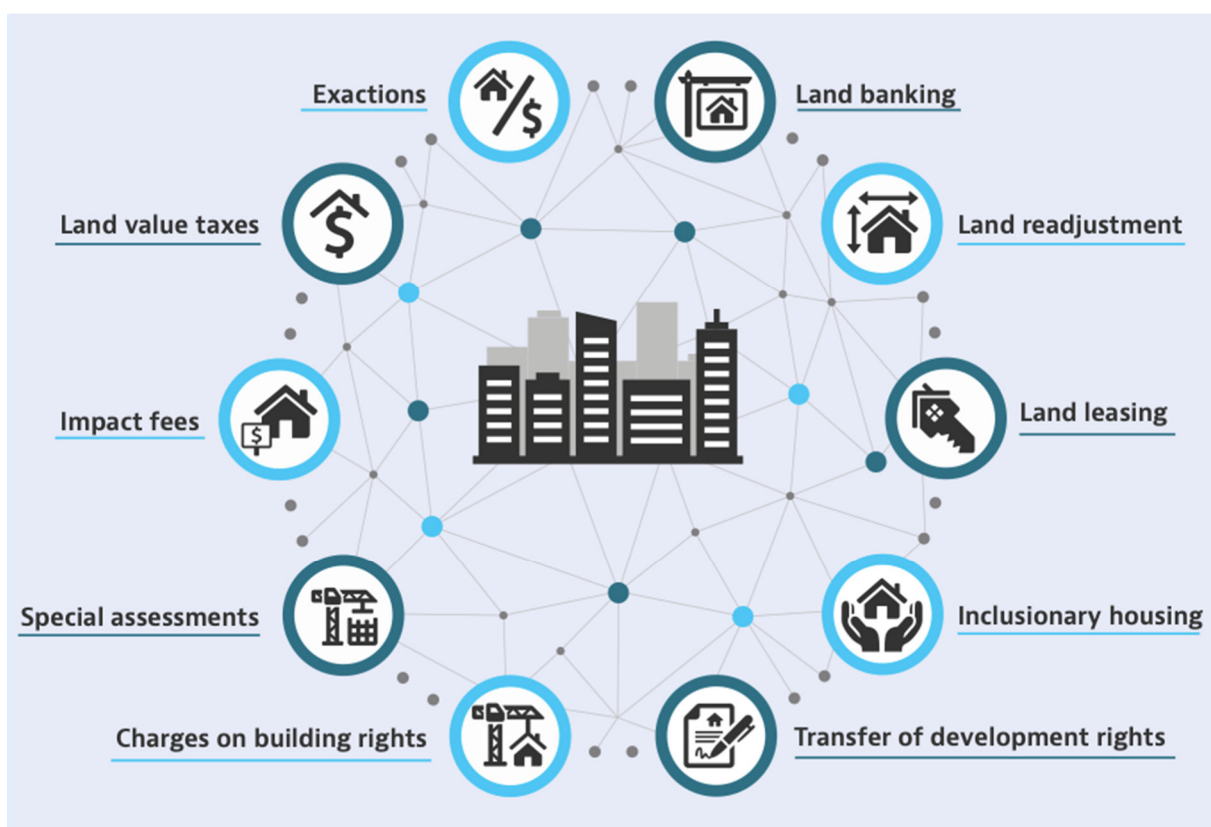 Exactions
Land banking
Land value taxes
Land readjustment
Impact fees
$
Land leasing
Special assessments
Inclusionary housing
Charges on building rights
Transfer of development rights